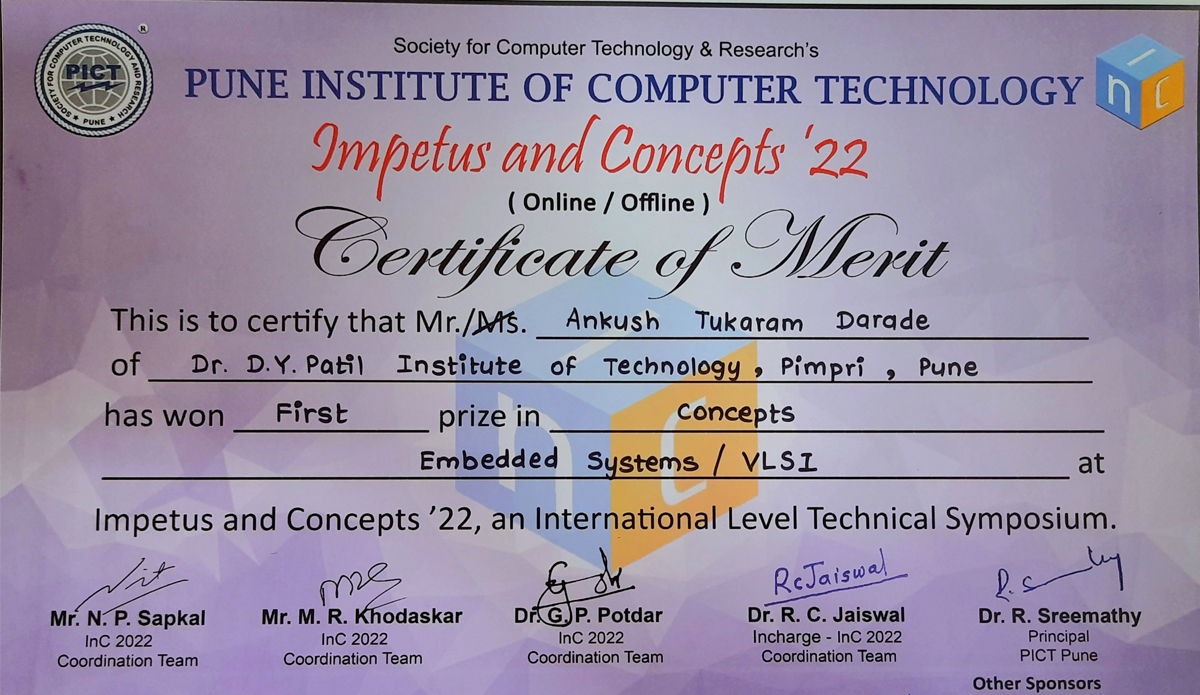 Society for Computer Technology & Research's
PUNE INSTITUTE OF COMPUTER TECHNOLOGY
SOCIETY FOR COMPUTER TECHNOLOGY AND RESEARCH
PICT
★ PUNE ★
®
I n C
Impetus and Concepts '22
( Online / Offline )
Certificate of Merit
This is to certify that Mr./Ms. Ankush Tukaram Darade
of Dr. D.Y. Patil Institute of Technology, Pimpri, Pune
has won First prize in Concepts
Embedded Systems / VLSI at
Impetus and Concepts '22, an International Level Technical Symposium.
RCJaiswal
Mr. N. P. Sapkal Mr. M. R. Khodaskar Dr. G. P. Potdar Dr. R. C. Jaiswal Dr. R. Sreemathy
InC 2022 InC 2022 InC 2022 Incharge - InC 2022 Principal
Coordination Team Coordination Team Coordination Team Coordination Team PICT Pune
Other Sponsors